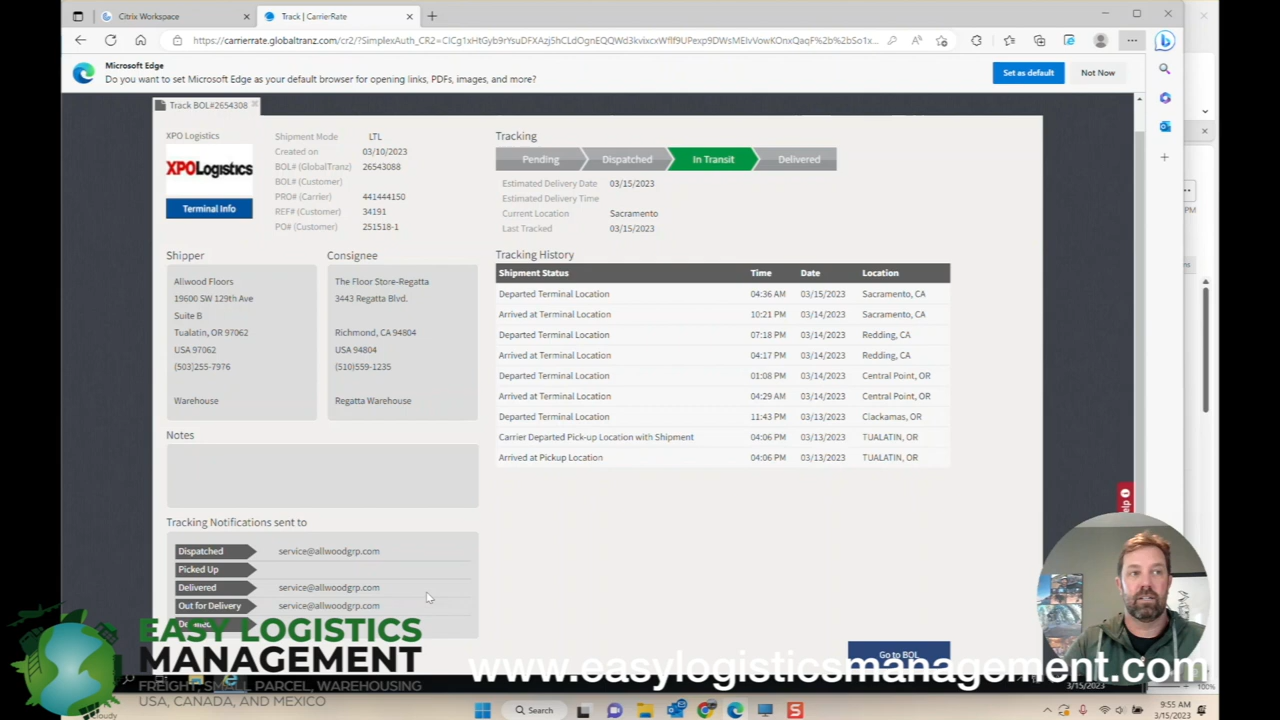 Citrix Workspace
Track | CarrierRate
Microsoft Edge
Do you want to set Microsoft Edge as your default browser for opening links, PDFs, images, and more?
Set as default
Not Now
Track BOL#2654308
XPO Logistics
XPOLogistics
Terminal Info
Shipment Mode LTL
Created on 03/10/2023
BOL# (GlobalTranz) 26543088
BOL# (Customer)
PRO# (Carrier) 441444150
REF# (Customer) 34191
PO# (Customer) 251518-1
Tracking
Pending Dispatched In Transit Delivered
Estimated Delivery Date 03/15/2023
Estimated Delivery Time
Current Location Sacramento
Last Tracked 03/15/2023
Shipper
Allwood Floors
19600 SW 129th Ave
Suite B
Tualatin, OR 97062
USA 97062
(503)255-7976
Warehouse
Consignee
The Floor Store-Regatta
3443 Regatta Blvd.
Richmond, CA 94804
USA 94804
(510)559-1235
Regatta Warehouse
Tracking History
Shipment Status Time Date Location
Departed Terminal Location 04:36 AM 03/15/2023 Sacramento, CA
Arrived at Terminal Location 10:21 PM 03/14/2023 Sacramento, CA
Departed Terminal Location 07:18 PM 03/14/2023 Redding, CA
Arrived at Terminal Location 04:17 PM 03/14/2023 Redding, CA
Departed Terminal Location 01:08 PM 03/14/2023 Central Point, OR
Arrived at Terminal Location 04:29 AM 03/14/2023 Central Point, OR
Departed Terminal Location 11:43 PM 03/13/2023 Clackamas, OR
Carrier Departed Pick-up Location with Shipment 04:06 PM 03/13/2023 TUALATIN, OR
Arrived at Pickup Location 04:06 PM 03/13/2023 TUALATIN, OR
Notes
Tracking Notifications sent to
Dispatched service@allwoodgrp.com
Picked Up
Delivered service@allwoodgrp.com
Out for Delivery service@allwoodgrp.com
Go to BOL
EASY LOGISTICS
MANAGEMENT
FREIGHT, SMALL PARCEL, WAREHOUSING
USA, CANADA, AND MEXICO
www.easylogisticsmanagement.com
3/15/2023
100%
Cloudy
Search
9:55 AM
3/15/2023